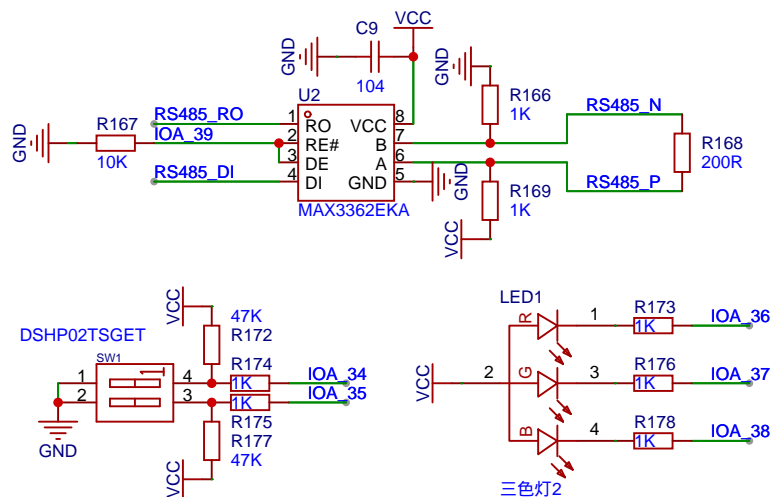 VCC
C9
GND
104
GND
U2
RS485_RO
1
RO
VCC
8
R166
1K
RS485_N
R167
IOA_39
2
RE#
B
7
GND
10K
3
DE
A
6
R168
200R
RS485_DI
4
DI
GND
5
GND
R169
1K
RS485_P
MAX3362EKA
VCC
VCC
47K
R172
LED1
DSHP02TSGET
SW1
R
1
R173
1K
IOA_36
1
1
4
R174
1K
IOA_34
VCC
2
G
3
R176
1K
IOA_37
2
3
1K
IOA_35
R175
R177
47K
GND
VCC
B
4
R178
1K
IOA_38
三色灯2